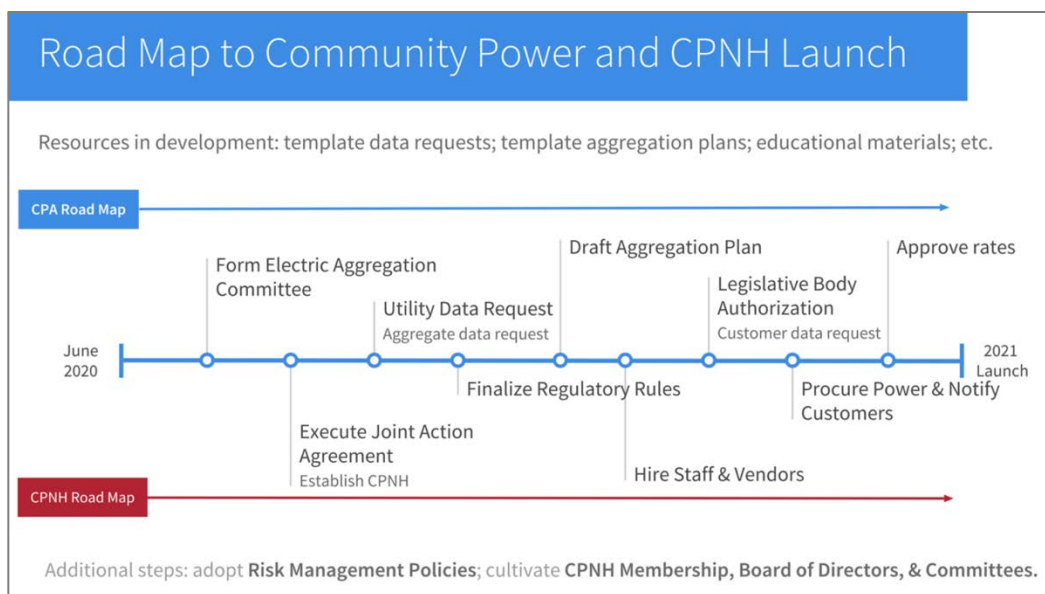 Road Map to Community Power and CPNH Launch
Resources in development: template data requests; template aggregation plans; educational materials; etc.
CPA Road Map
Form Electric Aggregation
Committee
Utility Data Request
Aggregate data request
Draft Aggregation Plan
Legislative Body
Authorization
Customer data request
Approve rates
June
2020
2021
Launch
Execute Joint Action
Agreement
Establish CPNH
Finalize Regulatory Rules
Hire Staff & Vendors
Procure Power & Notify
Customers
CPNH Road Map
Additional steps: adopt Risk Management Policies; cultivate CPNH Membership, Board of Directors, & Committees.